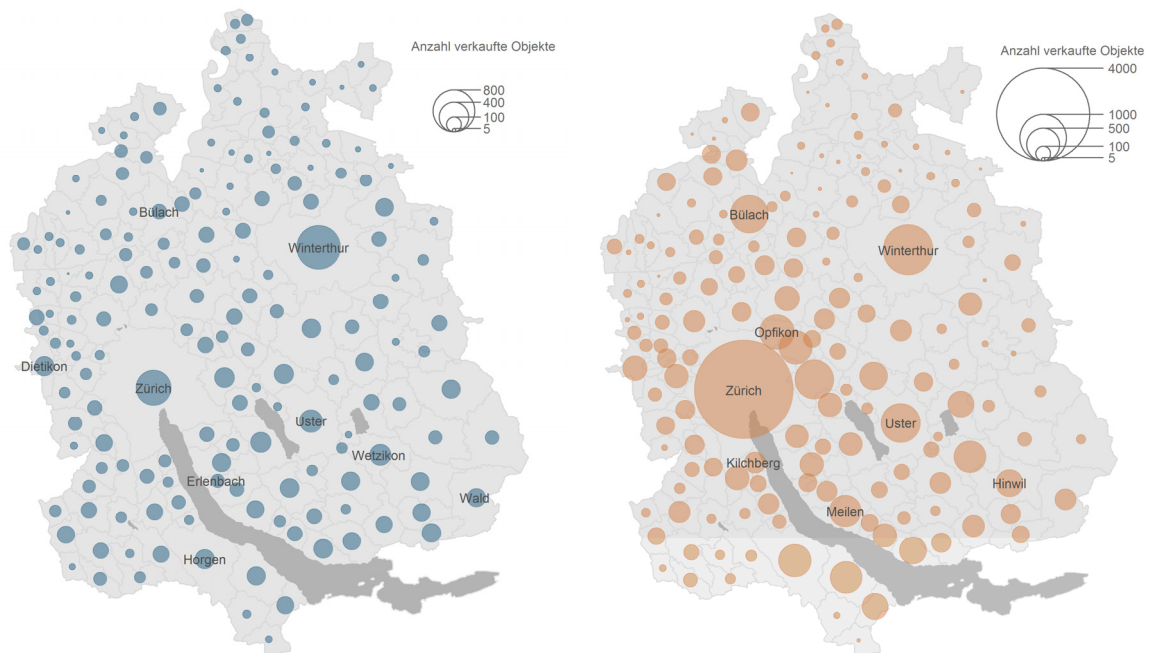 Anzahl verkaufte Objekte
800
400
100
5
Bülach
Winterthur
Dietikon
Zürich
Uster
Wetzikon
Erlenbach
Wald
Horgen
Anzahl verkaufte Objekte
4000
1000
500
100
5
Bülach
Winterthur
Opfikon
Zürich
Uster
Kilchberg
Hinwil
Meilen